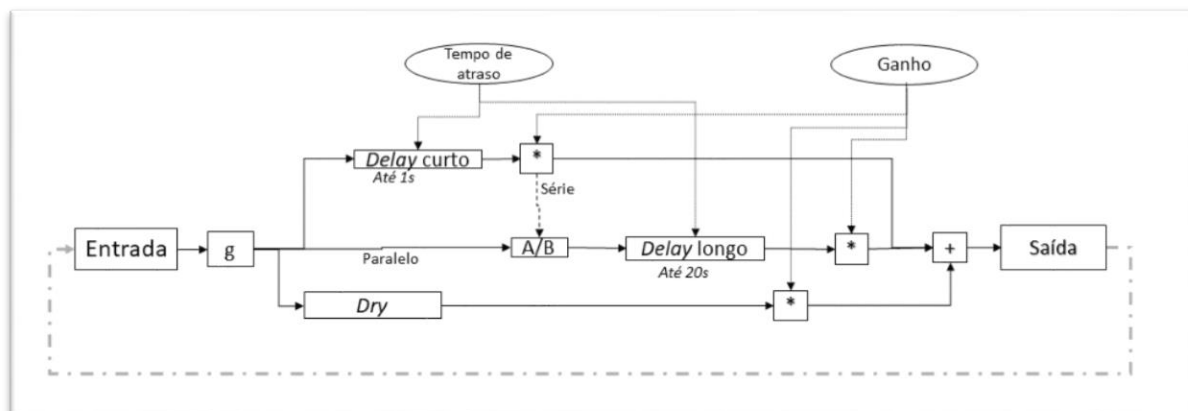 Tempo de
atraso
Ganho
Delay curto
*
Até 1s
Série
Entrada
g
Paralelo
A/B
Delay longo
*
+
Saída
Até 20s
Dry
*